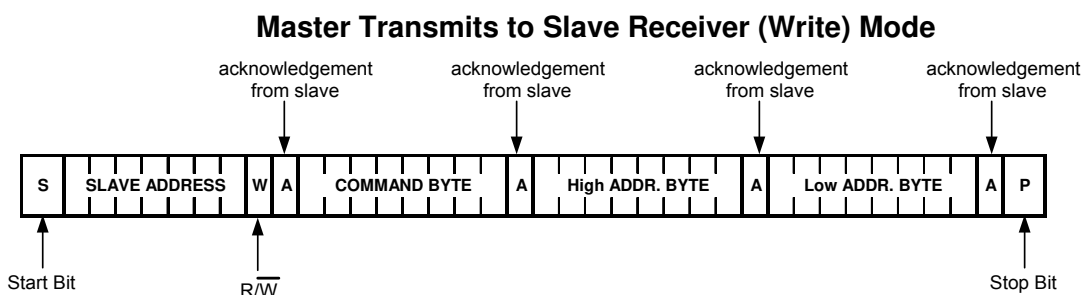 Master Transmits to Slave Receiver (Write) Mode
acknowledgement acknowledgement acknowledgement acknowledgement
from slave from slave from slave from slave
S SLAVE ADDRESS W A COMMAND BYTE A High ADDR. BYTE A Low ADDR. BYTE A P
Start Bit R/W̅ Stop Bit